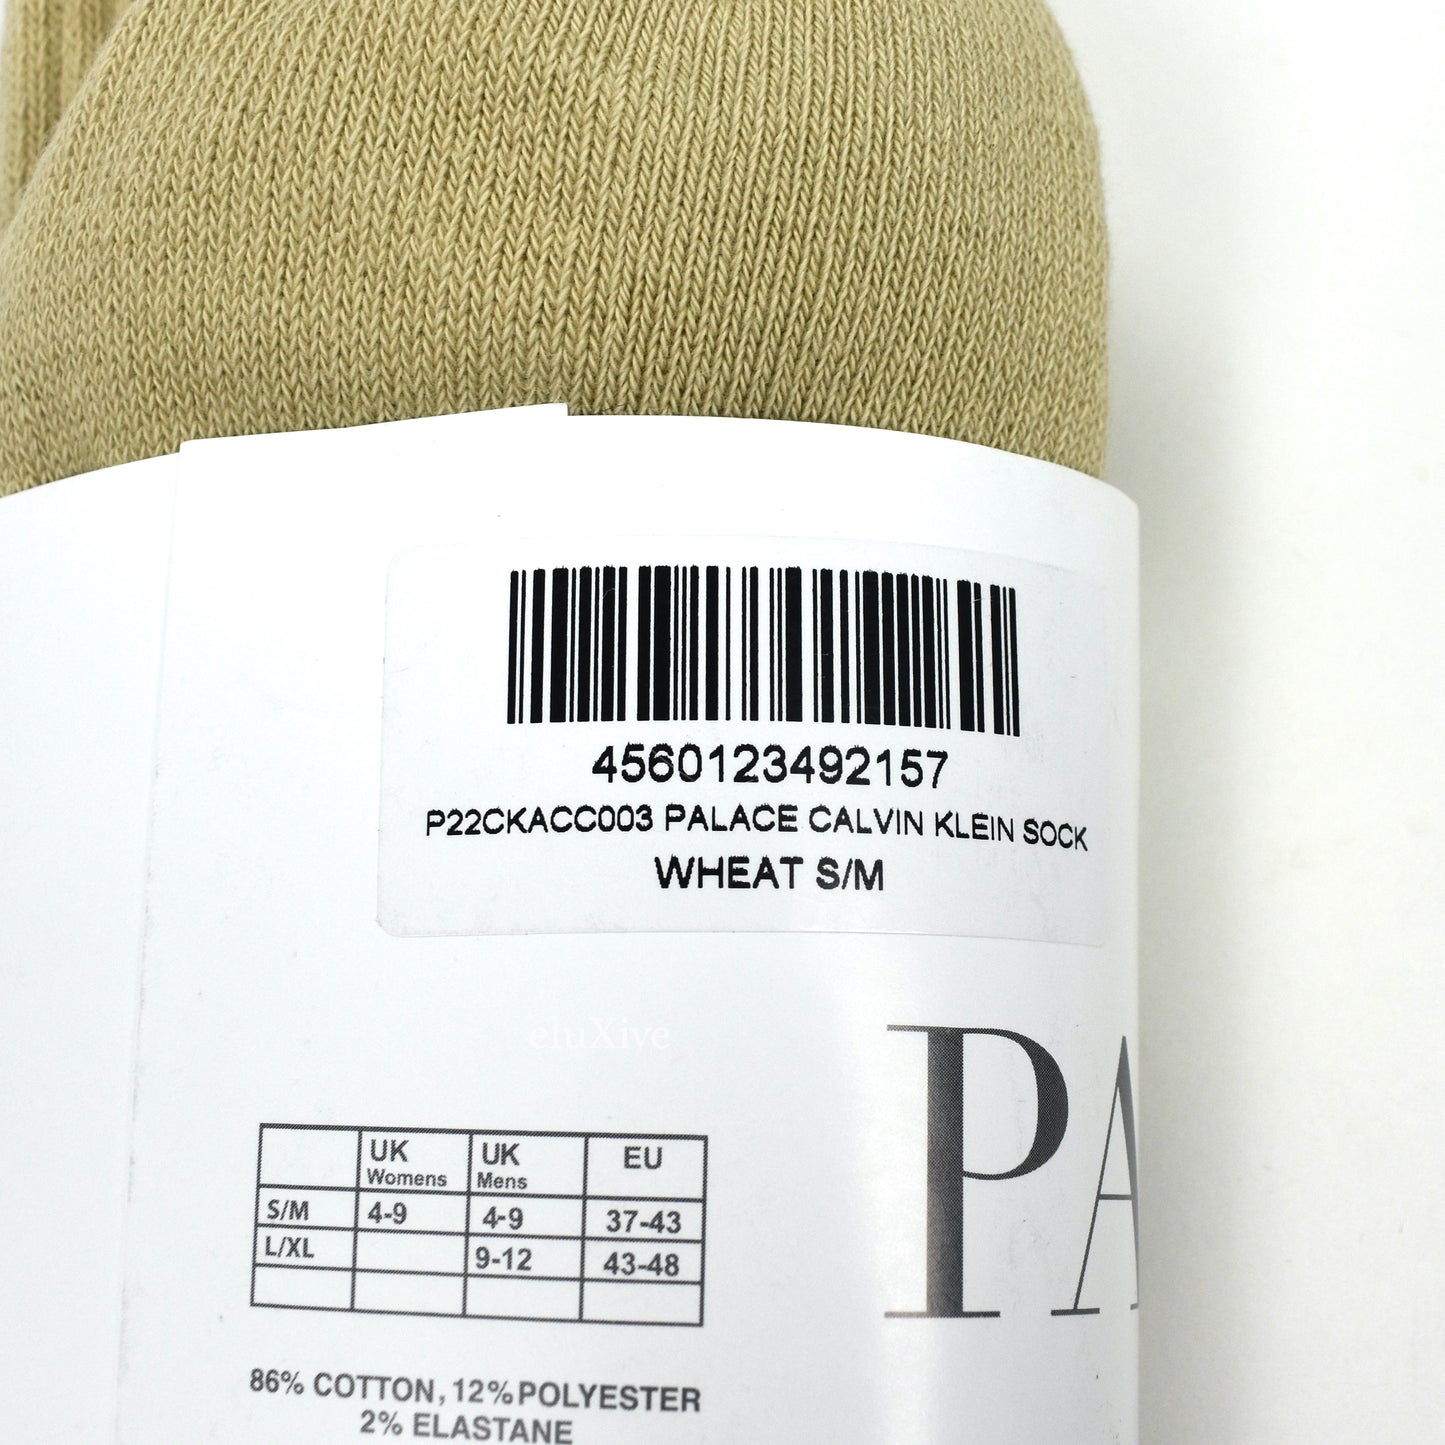 4560123492157
P22CKACC003 PALACE CALVIN KLEIN SOCK
WHEAT S/M
eluXive
PA
UK Womens UK Mens EU
S/M 4-9 4-9 37-43
L/XL 9-12 43-48
86% COTTON, 12% POLYESTER
2% ELASTANE